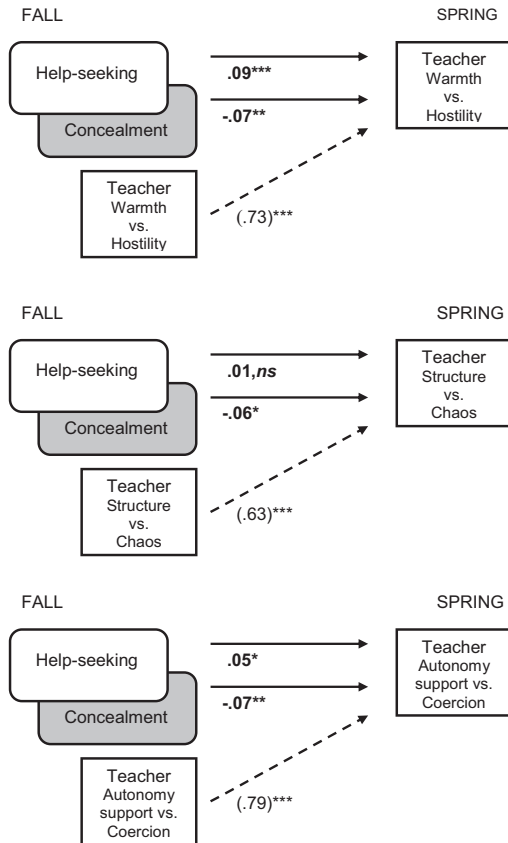 FALL
SPRING
Help-seeking
Concealment
.09***
-.07**
Teacher
Warmth
vs.
Hostility
Teacher
Warmth
vs.
Hostility
(.73)***
FALL
SPRING
Help-seeking
Concealment
.01,ns
-.06*
Teacher
Structure
vs.
Chaos
Teacher
Structure
vs.
Chaos
(.63)***
FALL
SPRING
Help-seeking
Concealment
.05*
-.07**
Teacher
Autonomy
support vs.
Coercion
Teacher
Autonomy
support vs.
Coercion
(.79)***